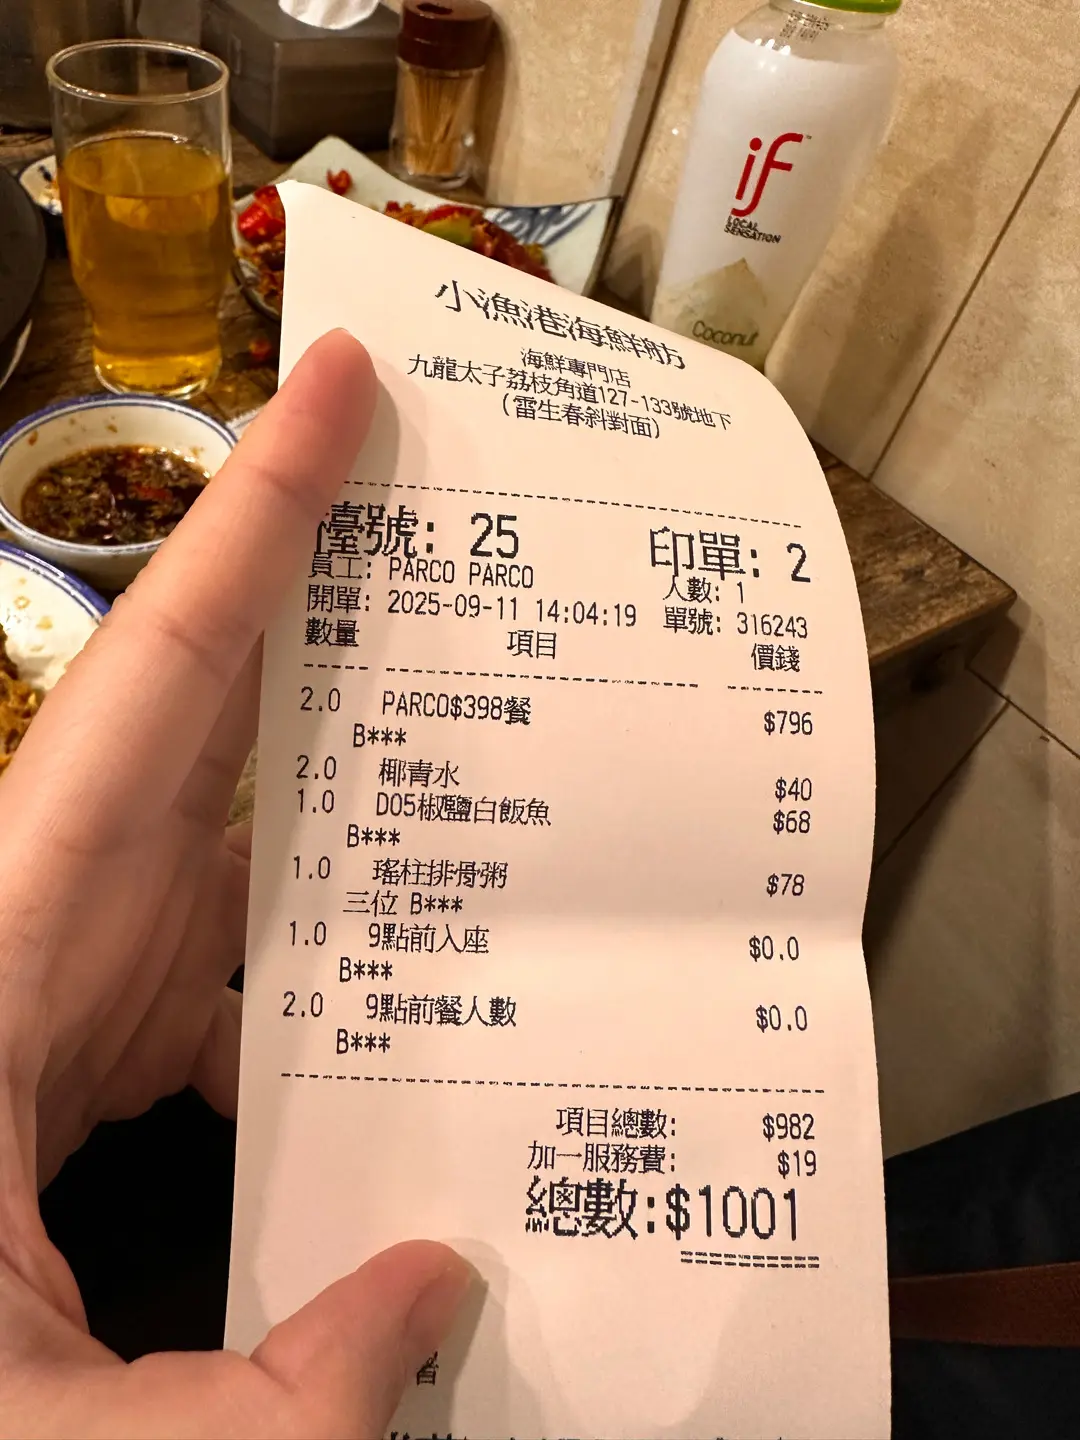 if
LOCAL
SENSATION
Coconut
小漁港海鮮舫
海鮮專門店
九龍太子荔枝角道127-133號地下
(雷生春斜對面)
檯號: 25 印單: 2
員工: PARCO PARCO 人數: 1
開單: 2025-09-11 14:04:19 單號: 316243
數量 項目 價錢
2.0 PARCO$398餐 $796
B***
2.0 椰青水 $40
1.0 D05椒鹽白飯魚 $68
B***
1.0 瑤柱排骨粥 $78
三位 B***
1.0 9點前入座 $0.0
B***
2.0 9點前餐人數 $0.0
B***
項目總數: $982
加一服務費: $19
總數:$1001